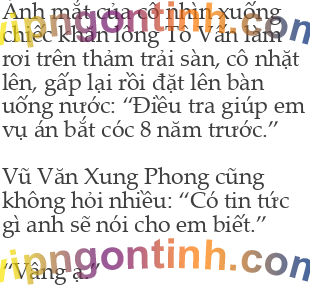 Ánh mắt của cô nhìn xuống
chiếc khăn lông Tô Vân làm
rơi trên thảm trải sàn, cô nhặt
lên, gấp lại rồi đặt lên bàn
uống nước: “Điều tra giúp em
vụ án bắt cóc 8 năm trước.”
Vũ Văn Xung Phong cũng
không hỏi nhiều: “Có tin tức
gì anh sẽ nói cho em biết.”
vipngontinh.com
“Vâng ạ.”